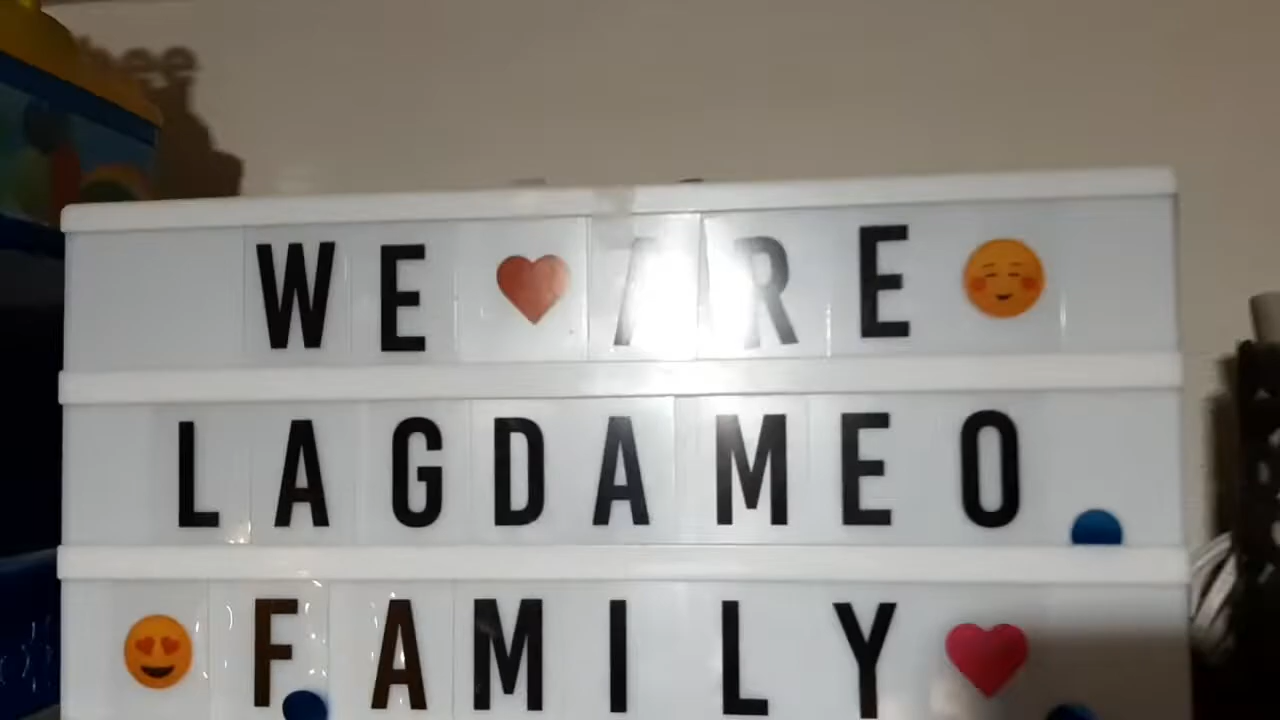 WE ❤️ ARE ☺️
LAGDAMEO
😍 FAMILY ❤️